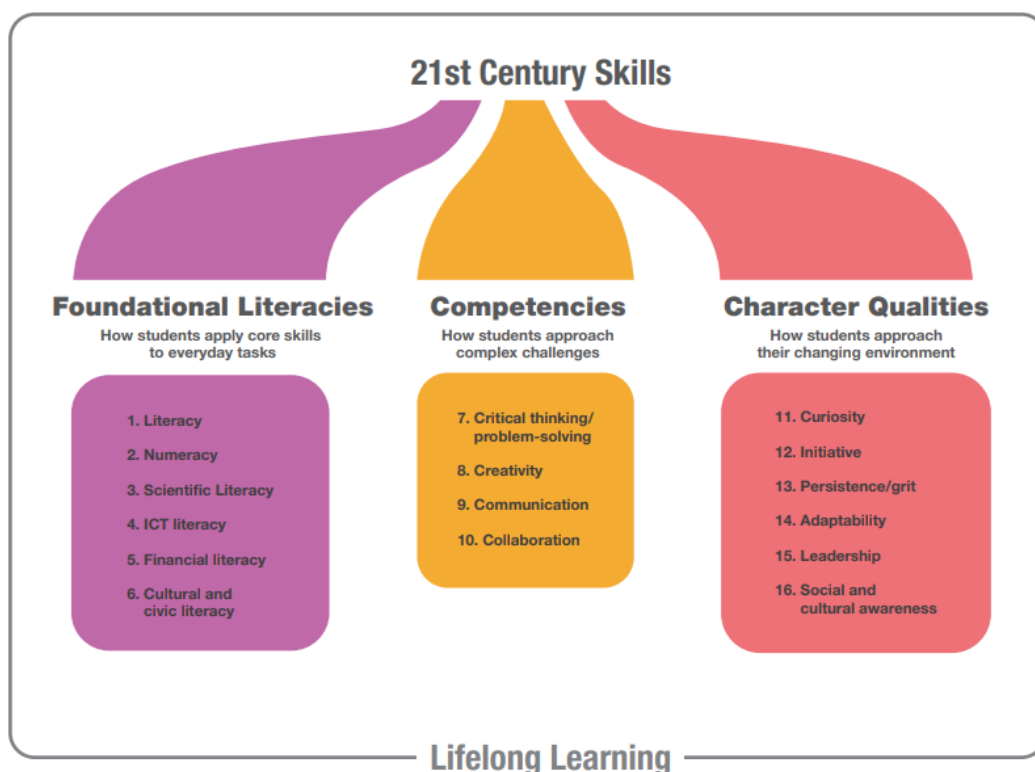 21st Century Skills
Foundational Literacies
How students apply core skills
to everyday tasks
1. Literacy
2. Numeracy
3. Scientific Literacy
4. ICT literacy
5. Financial literacy
6. Cultural and
civic literacy
Competencies
How students approach
complex challenges
7. Critical thinking/
problem-solving
8. Creativity
9. Communication
10. Collaboration
Character Qualities
How students approach
their changing environment
11. Curiosity
12. Initiative
13. Persistence/grit
14. Adaptability
15. Leadership
16. Social and
cultural awareness
Lifelong Learning